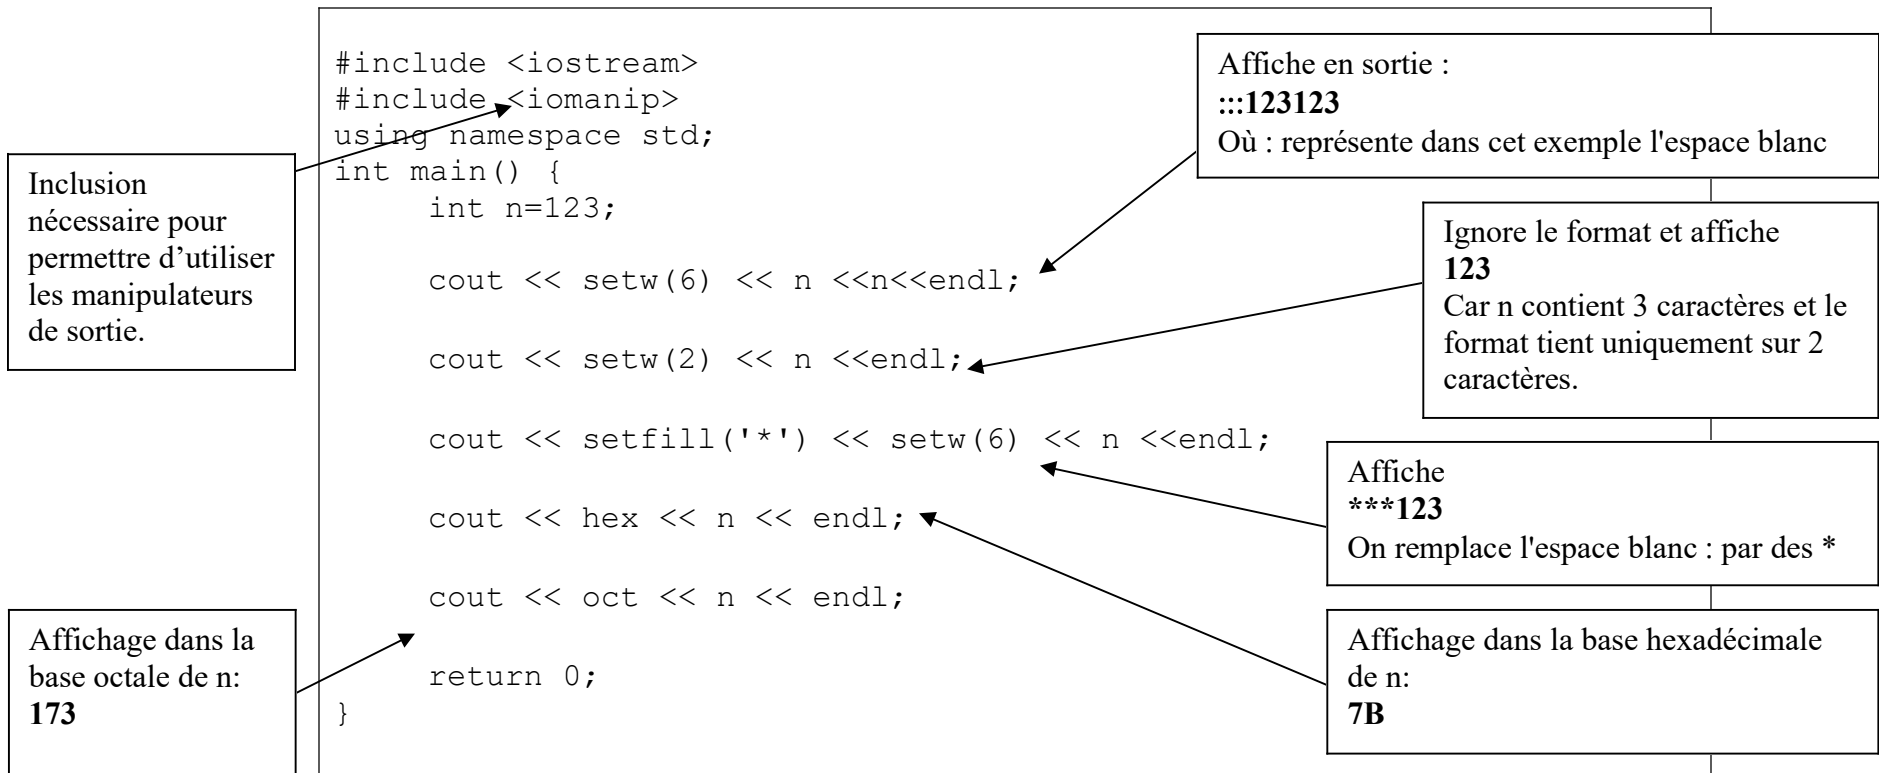 #include <iostream>
#include <iomanip>
using namespace std;
int main() {
int n=123;
cout << setw(6) << n <<n<<endl;
cout << setw(2) << n <<endl;
cout << setfill('*') << setw(6) << n <<endl;
cout << hex << n << endl;
cout << oct << n << endl;
return 0;
}
Inclusion
nécessaire pour
permettre d’utiliser
les manipulateurs
de sortie.
Affiche en sortie :
:::123123
Où : représente dans cet exemple l'espace blanc
Ignore le format et affiche
123
Car n contient 3 caractères et le
format tient uniquement sur 2
caractères.
Affiche
***123
On remplace l'espace blanc : par des *
Affichage dans la base hexadécimale
de n:
7B
Affichage dans la
base octale de n:
173